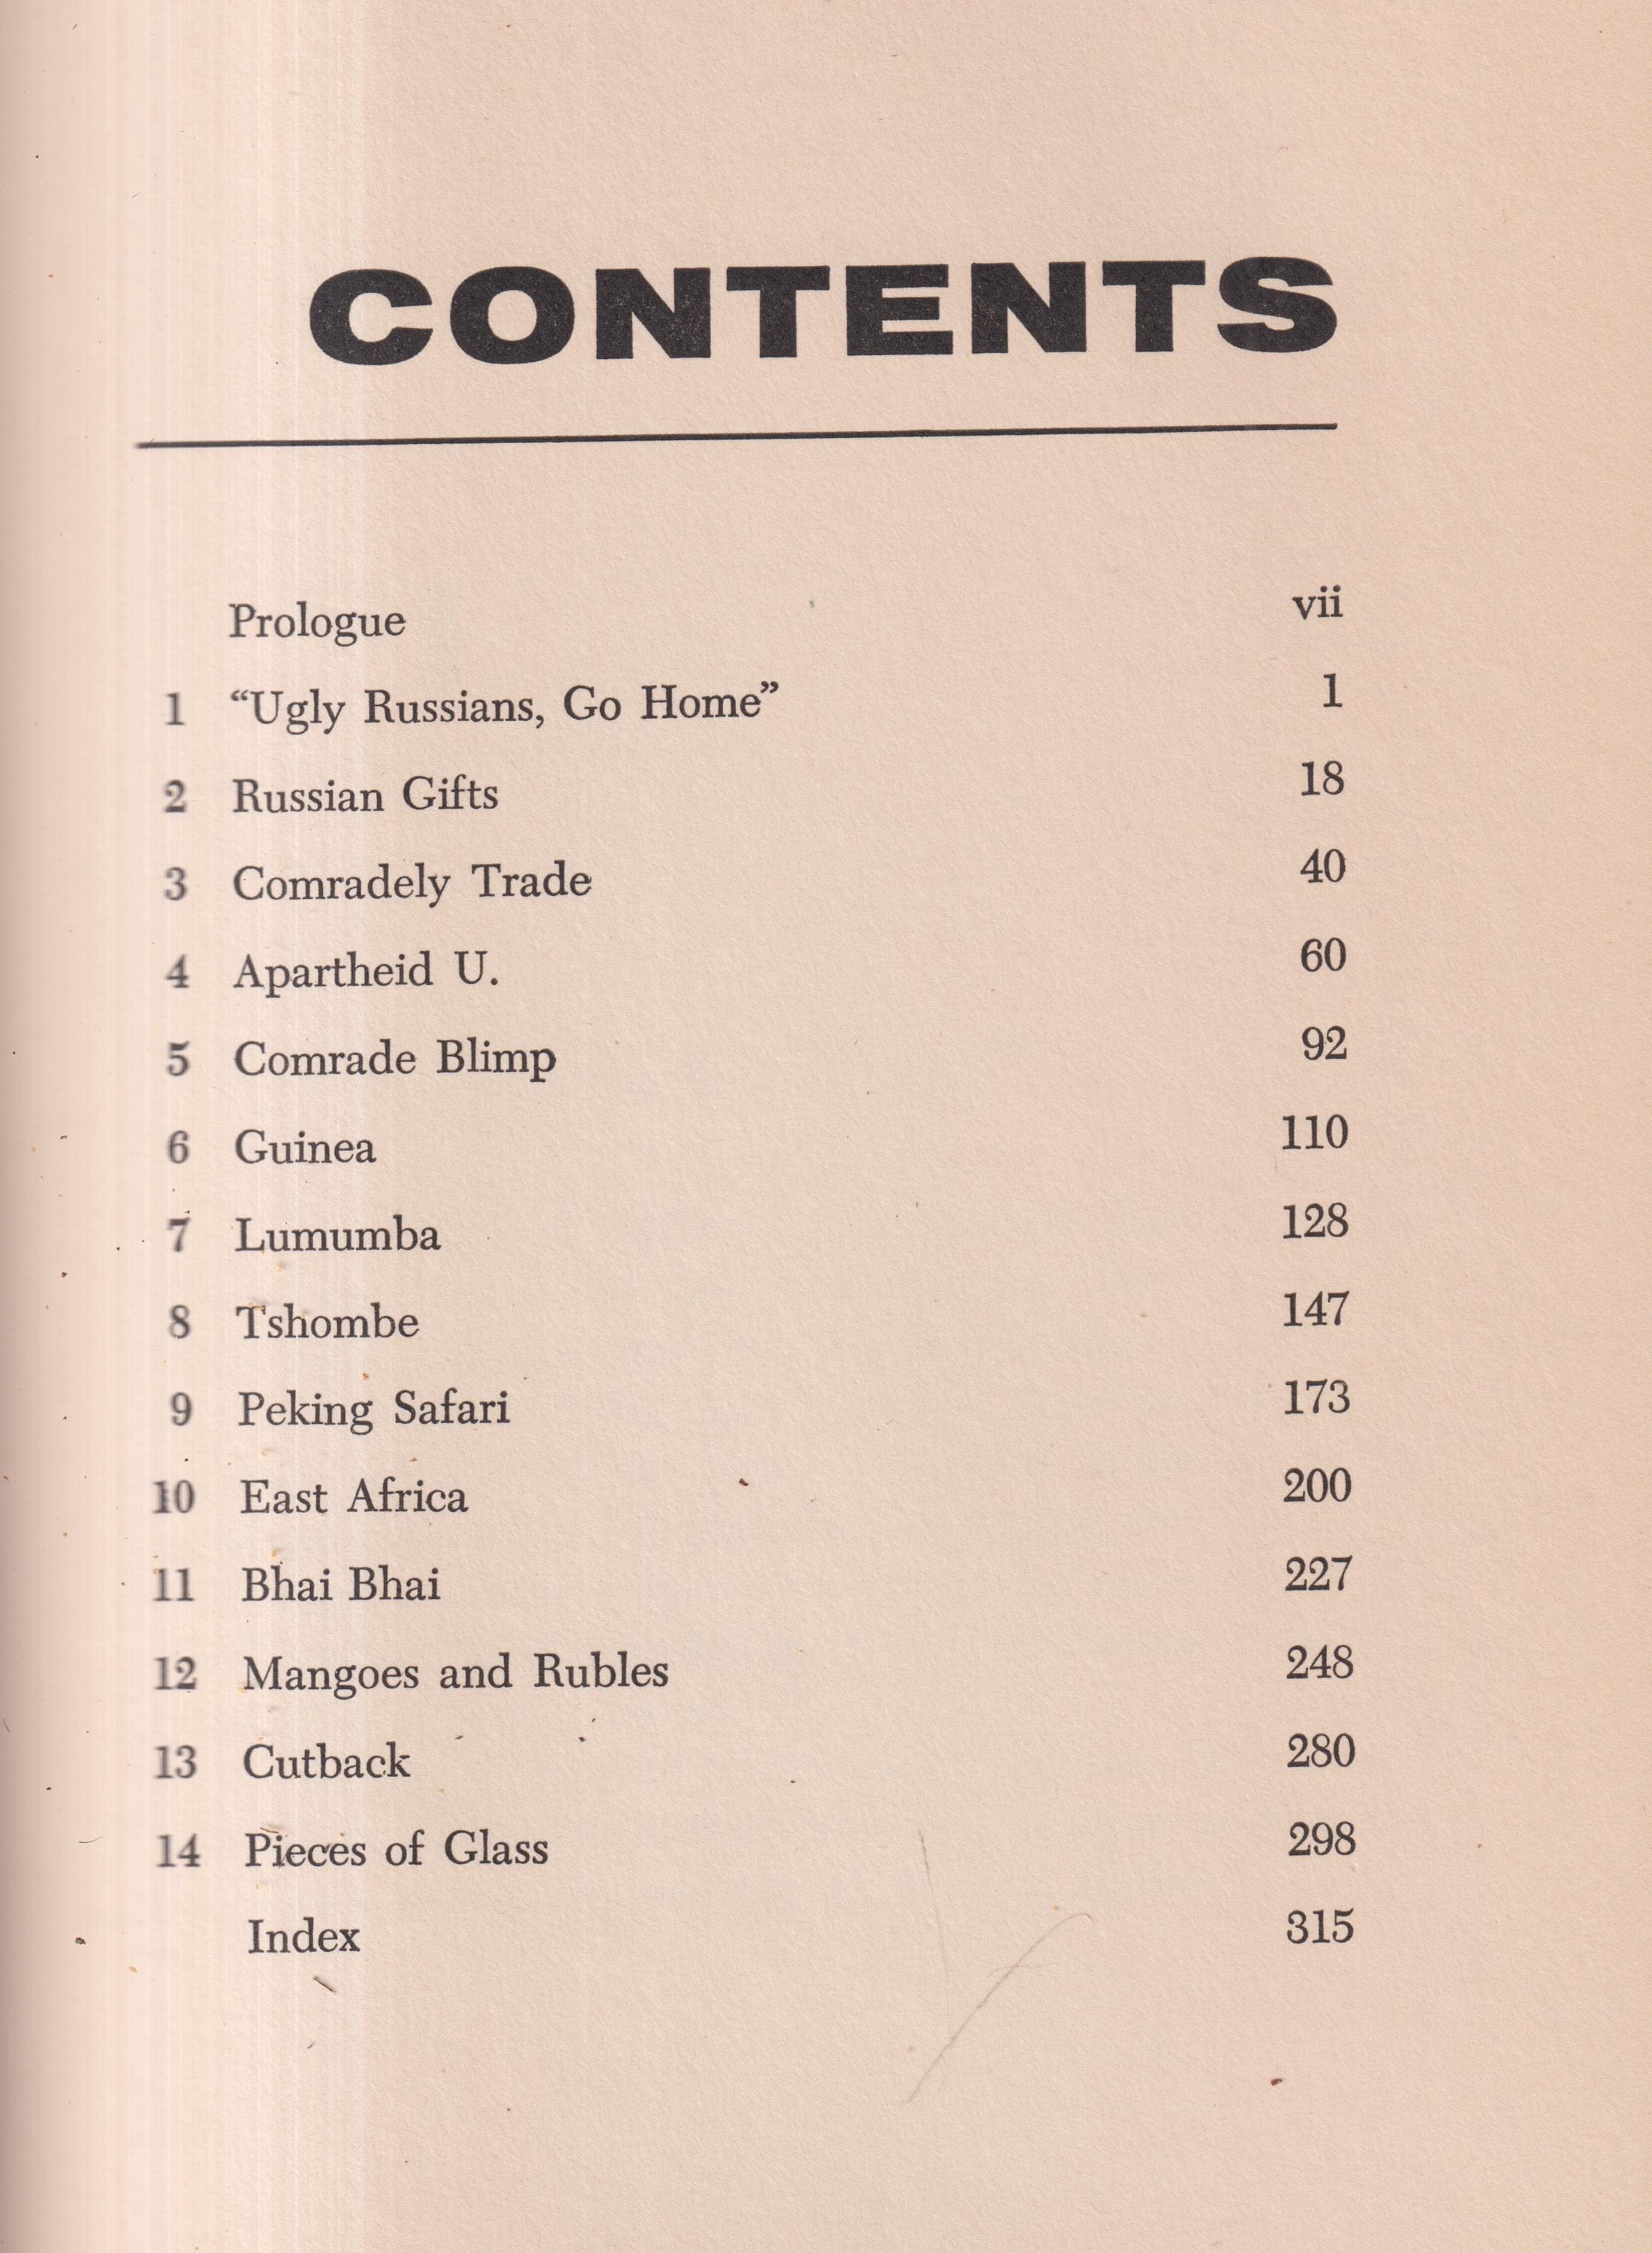 CONTENTS
Prologue vii
1 “Ugly Russians, Go Home” 1
2 Russian Gifts 18
3 Comradely Trade 40
4 Apartheid U. 60
5 Comrade Blimp 92
6 Guinea 110
7 Lumumba 128
8 Tshombe 147
9 Peking Safari 173
10 East Africa 200
11 Bhai Bhai 227
12 Mangoes and Rubles 248
13 Cutback 280
14 Pieces of Glass 298
Index 315